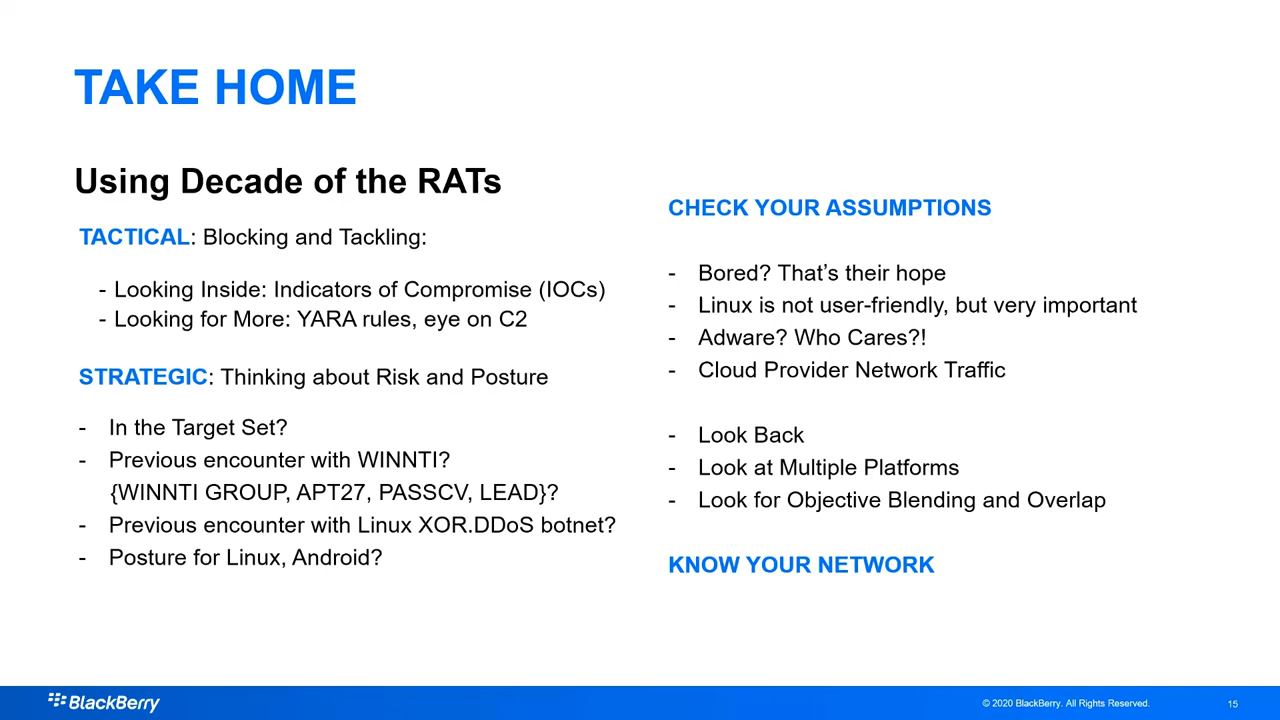 TAKE HOME
Using Decade of the RATs
TACTICAL: Blocking and Tackling:
- Looking Inside: Indicators of Compromise (IOCs)
- Looking for More: YARA rules, eye on C2
STRATEGIC: Thinking about Risk and Posture
- In the Target Set?
- Previous encounter with WINNTI?
{WINNTI GROUP, APT27, PASSCV, LEAD}?
- Previous encounter with Linux XOR.DDoS botnet?
- Posture for Linux, Android?
CHECK YOUR ASSUMPTIONS
- Bored? That’s their hope
- Linux is not user-friendly, but very important
- Adware? Who Cares?!
- Cloud Provider Network Traffic
- Look Back
- Look at Multiple Platforms
- Look for Objective Blending and Overlap
KNOW YOUR NETWORK
BlackBerry
© 2020 BlackBerry. All Rights Reserved.
15